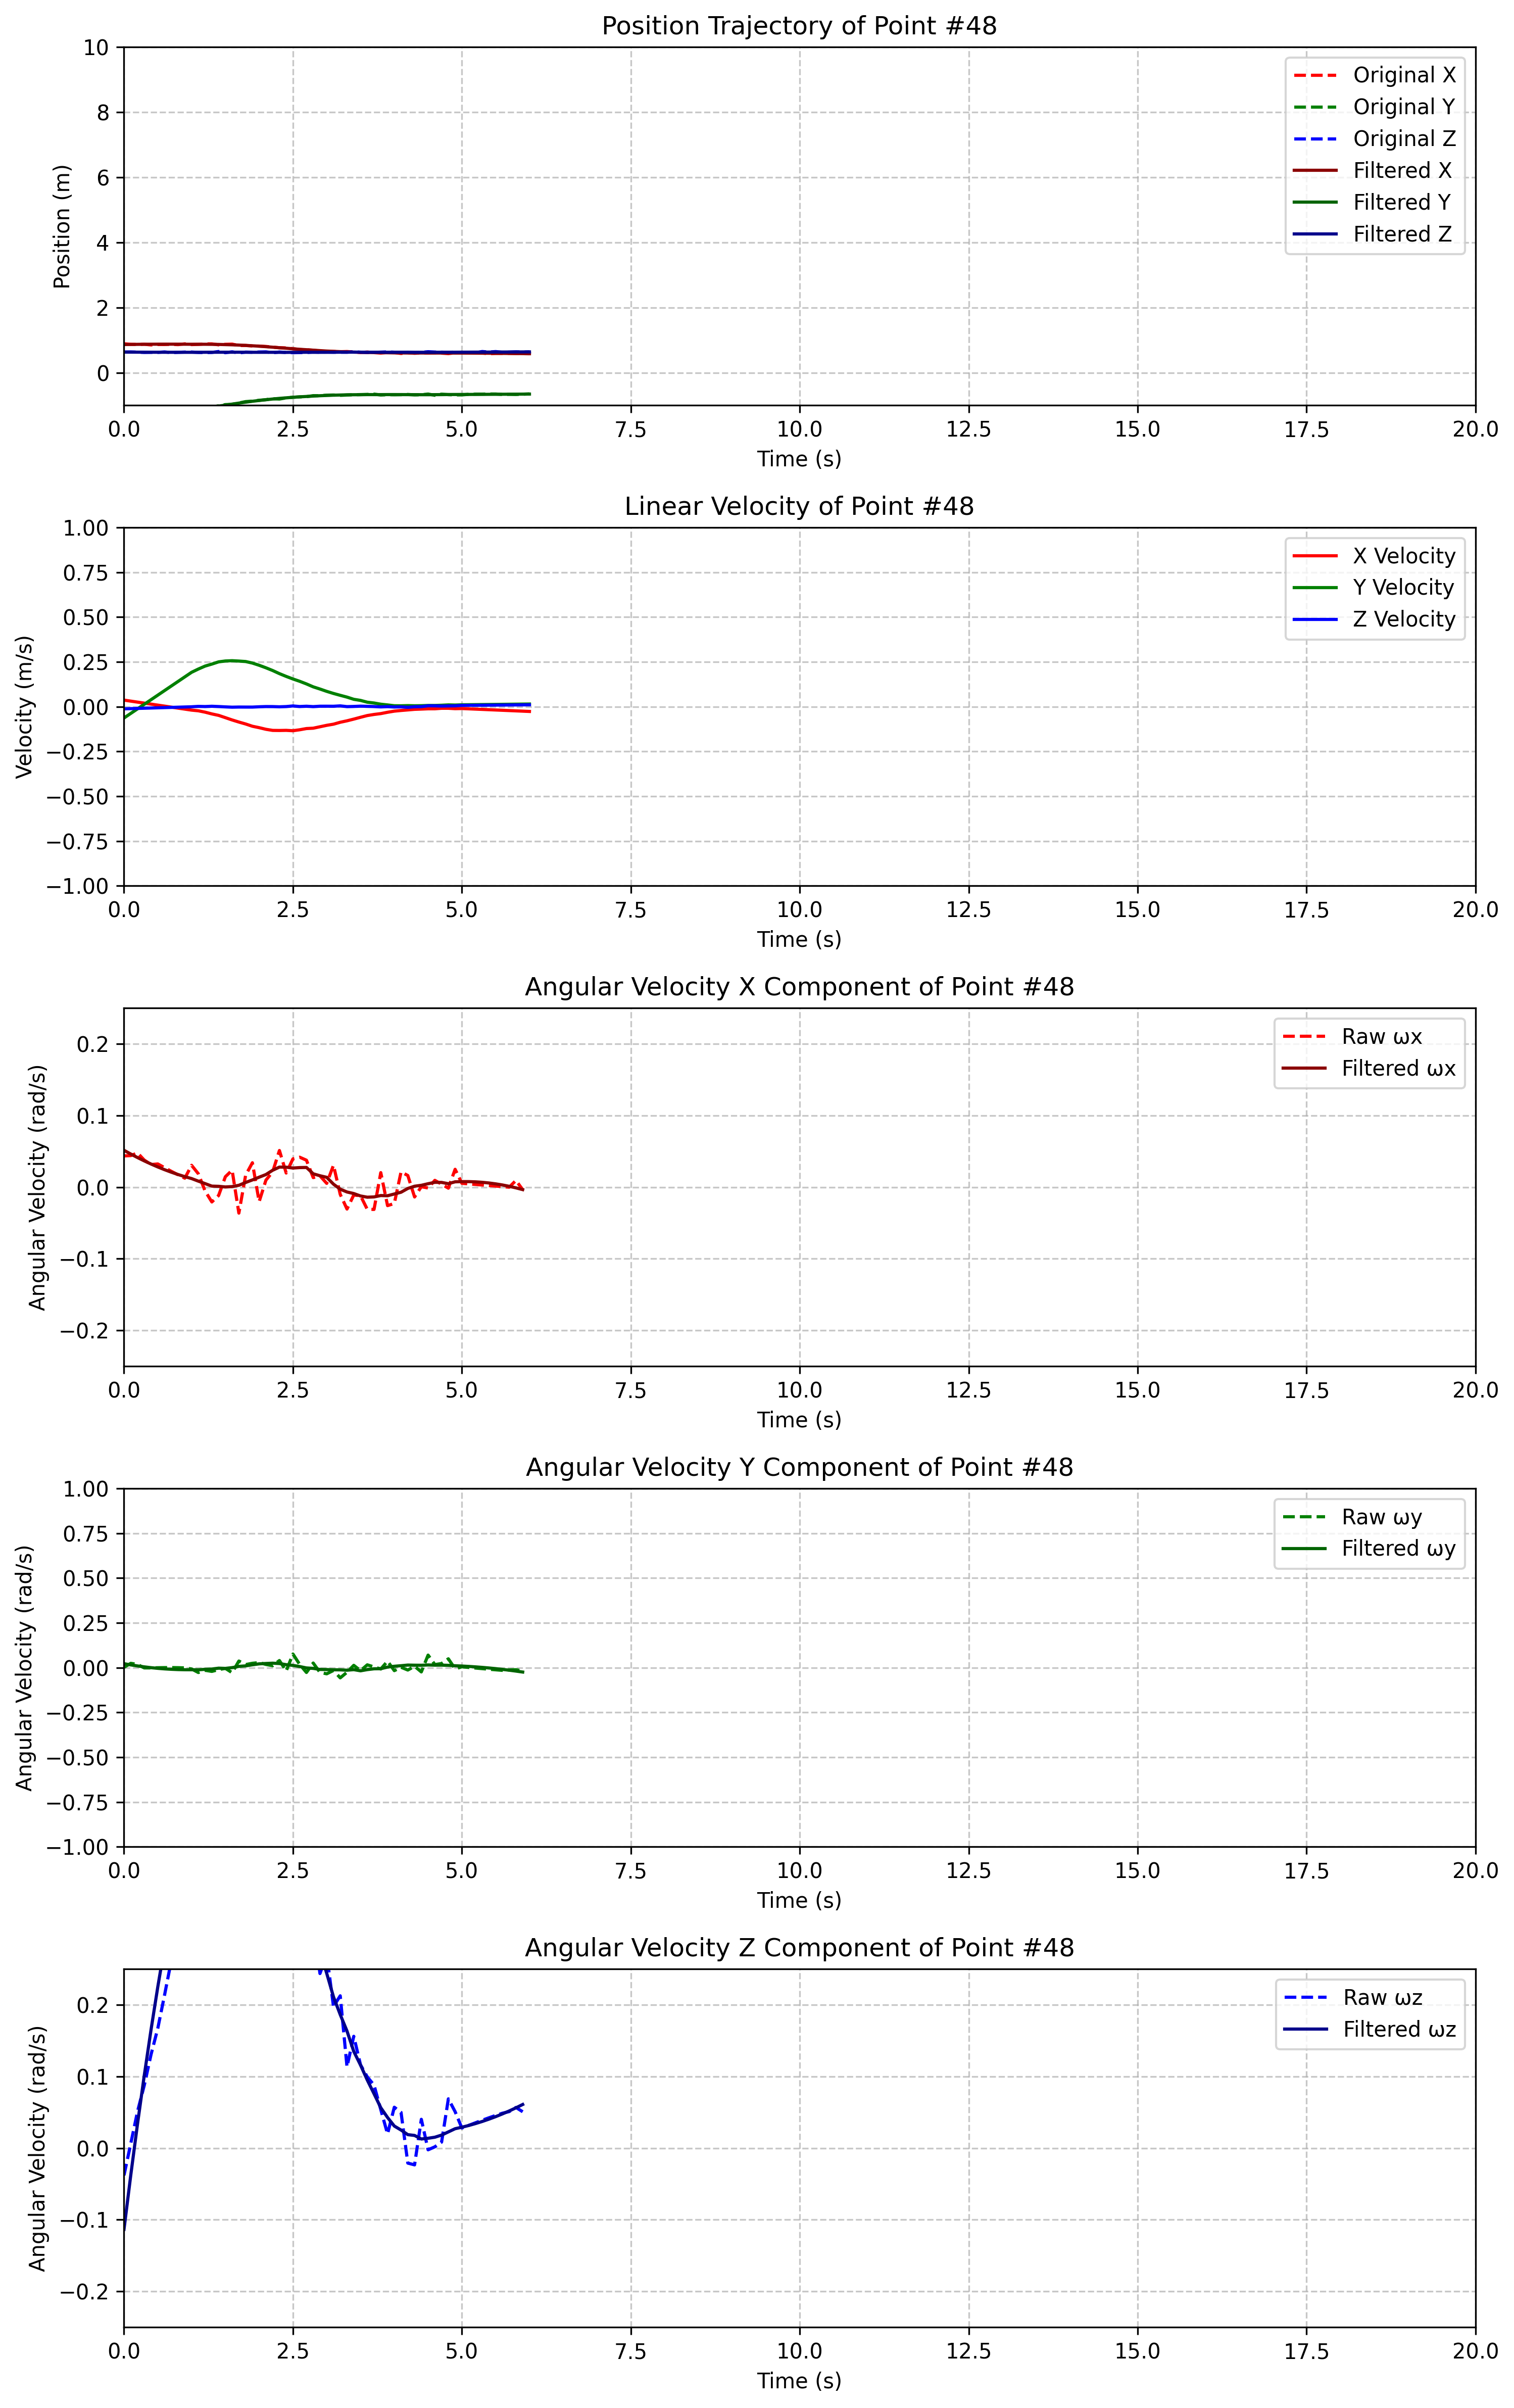 Position Trajectory of Point #48
10
8
6
4
2
0
Position (m)
Original X
Original Y
Original Z
Filtered X
Filtered Y
Filtered Z
0.0 2.5 5.0 7.5 10.0 12.5 15.0 17.5 20.0
Time (s)
Linear Velocity of Point #48
1.00
0.75
0.50
0.25
0.00
−0.25
−0.50
−0.75
−1.00
Velocity (m/s)
X Velocity
Y Velocity
Z Velocity
0.0 2.5 5.0 7.5 10.0 12.5 15.0 17.5 20.0
Time (s)
Angular Velocity X Component of Point #48
0.2
0.1
0.0
−0.1
−0.2
Angular Velocity (rad/s)
Raw ωx
Filtered ωx
0.0 2.5 5.0 7.5 10.0 12.5 15.0 17.5 20.0
Time (s)
Angular Velocity Y Component of Point #48
1.00
0.75
0.50
0.25
0.00
−0.25
−0.50
−0.75
−1.00
Angular Velocity (rad/s)
Raw ωy
Filtered ωy
0.0 2.5 5.0 7.5 10.0 12.5 15.0 17.5 20.0
Time (s)
Angular Velocity Z Component of Point #48
0.2
0.1
0.0
−0.1
−0.2
Angular Velocity (rad/s)
Raw ωz
Filtered ωz
0.0 2.5 5.0 7.5 10.0 12.5 15.0 17.5 20.0
Time (s)